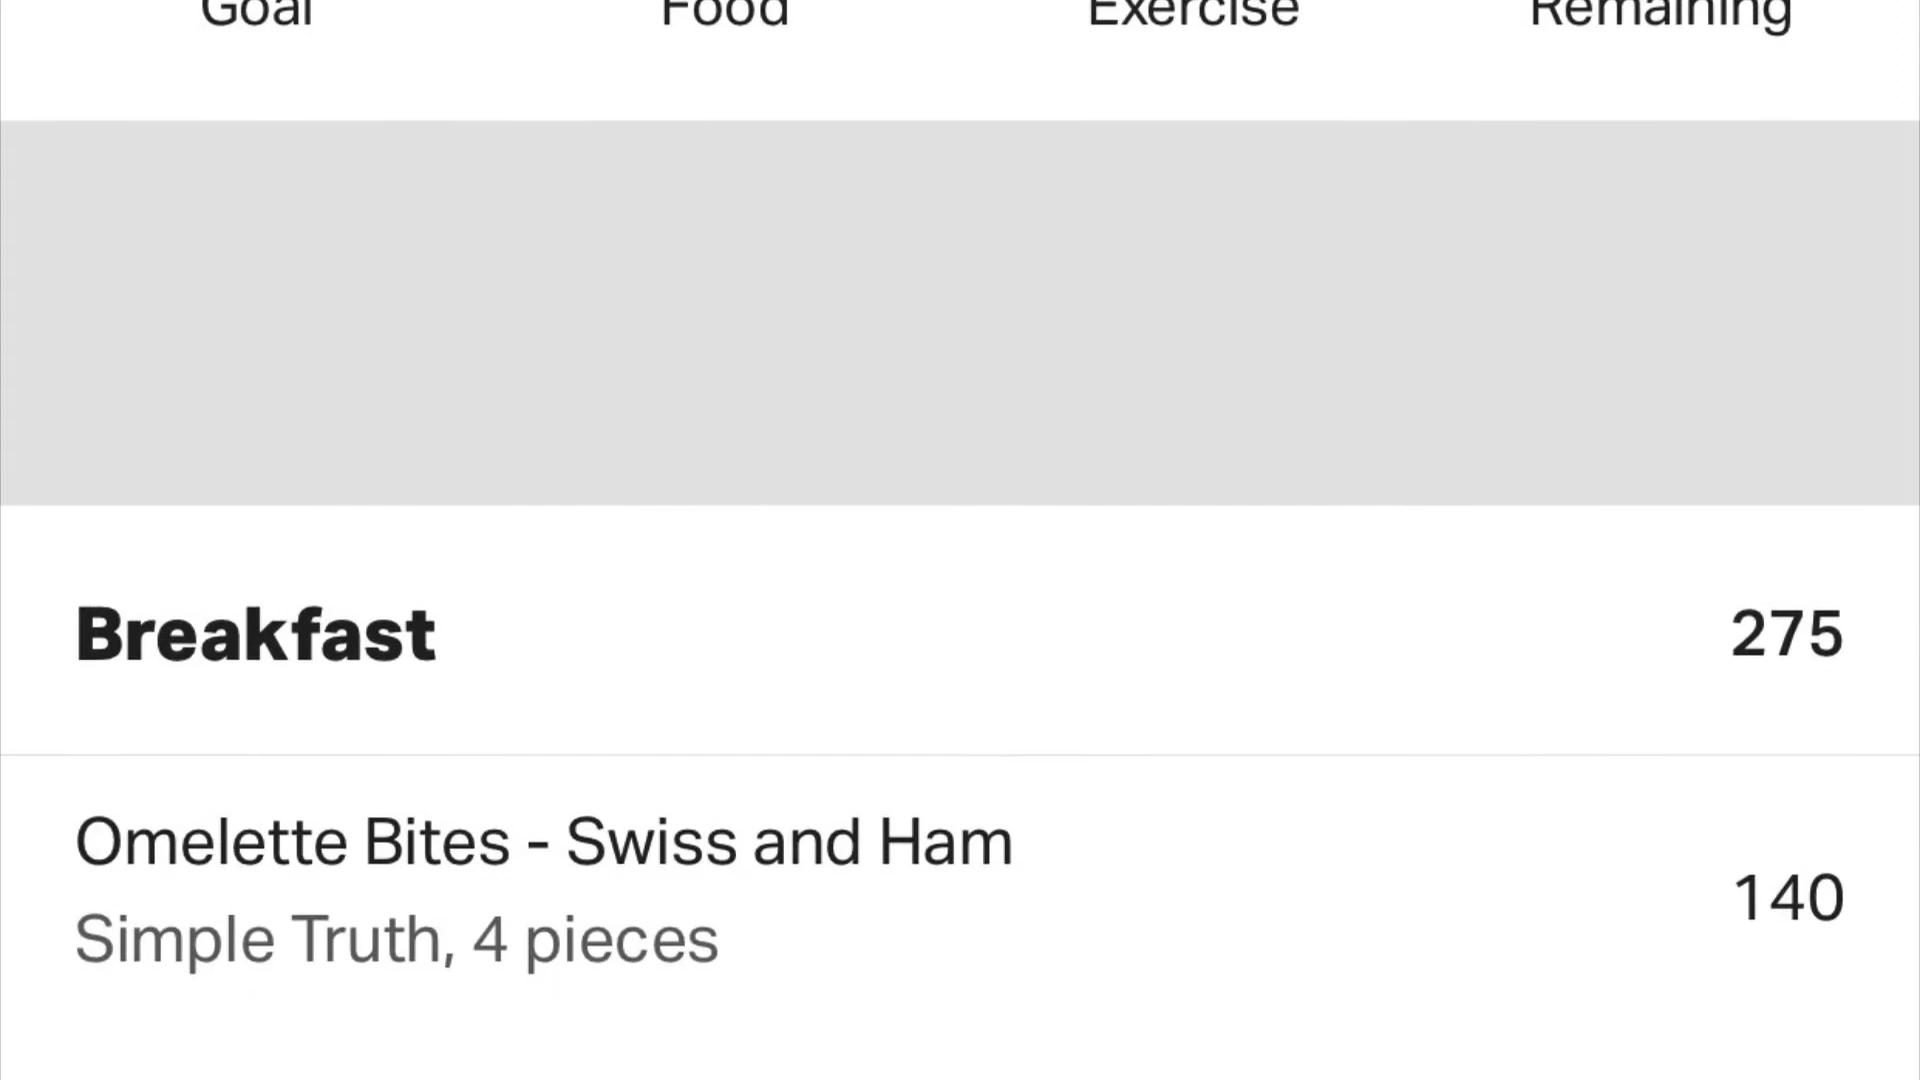 Goal Food Exercise Remaining
Breakfast 275
Omelette Bites - Swiss and Ham
140
Simple Truth, 4 pieces